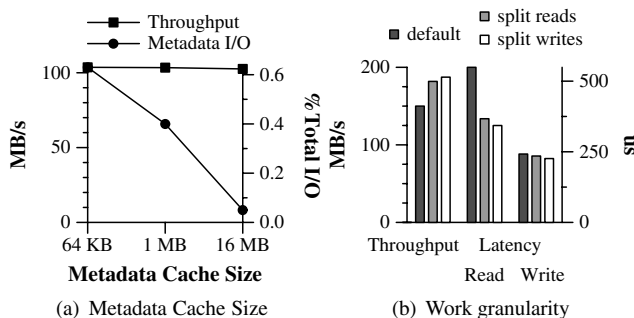 Throughput
Metadata I/O
100
50
0
MB/s
0.6
0.4
0.2
0.0
% Total I/O
64 KB 1 MB 16 MB
Metadata Cache Size
(a) Metadata Cache Size
default
split reads
split writes
200
150
100
0
MB/s
500
250
0
us
Throughput Latency
Read Write
(b) Work granularity